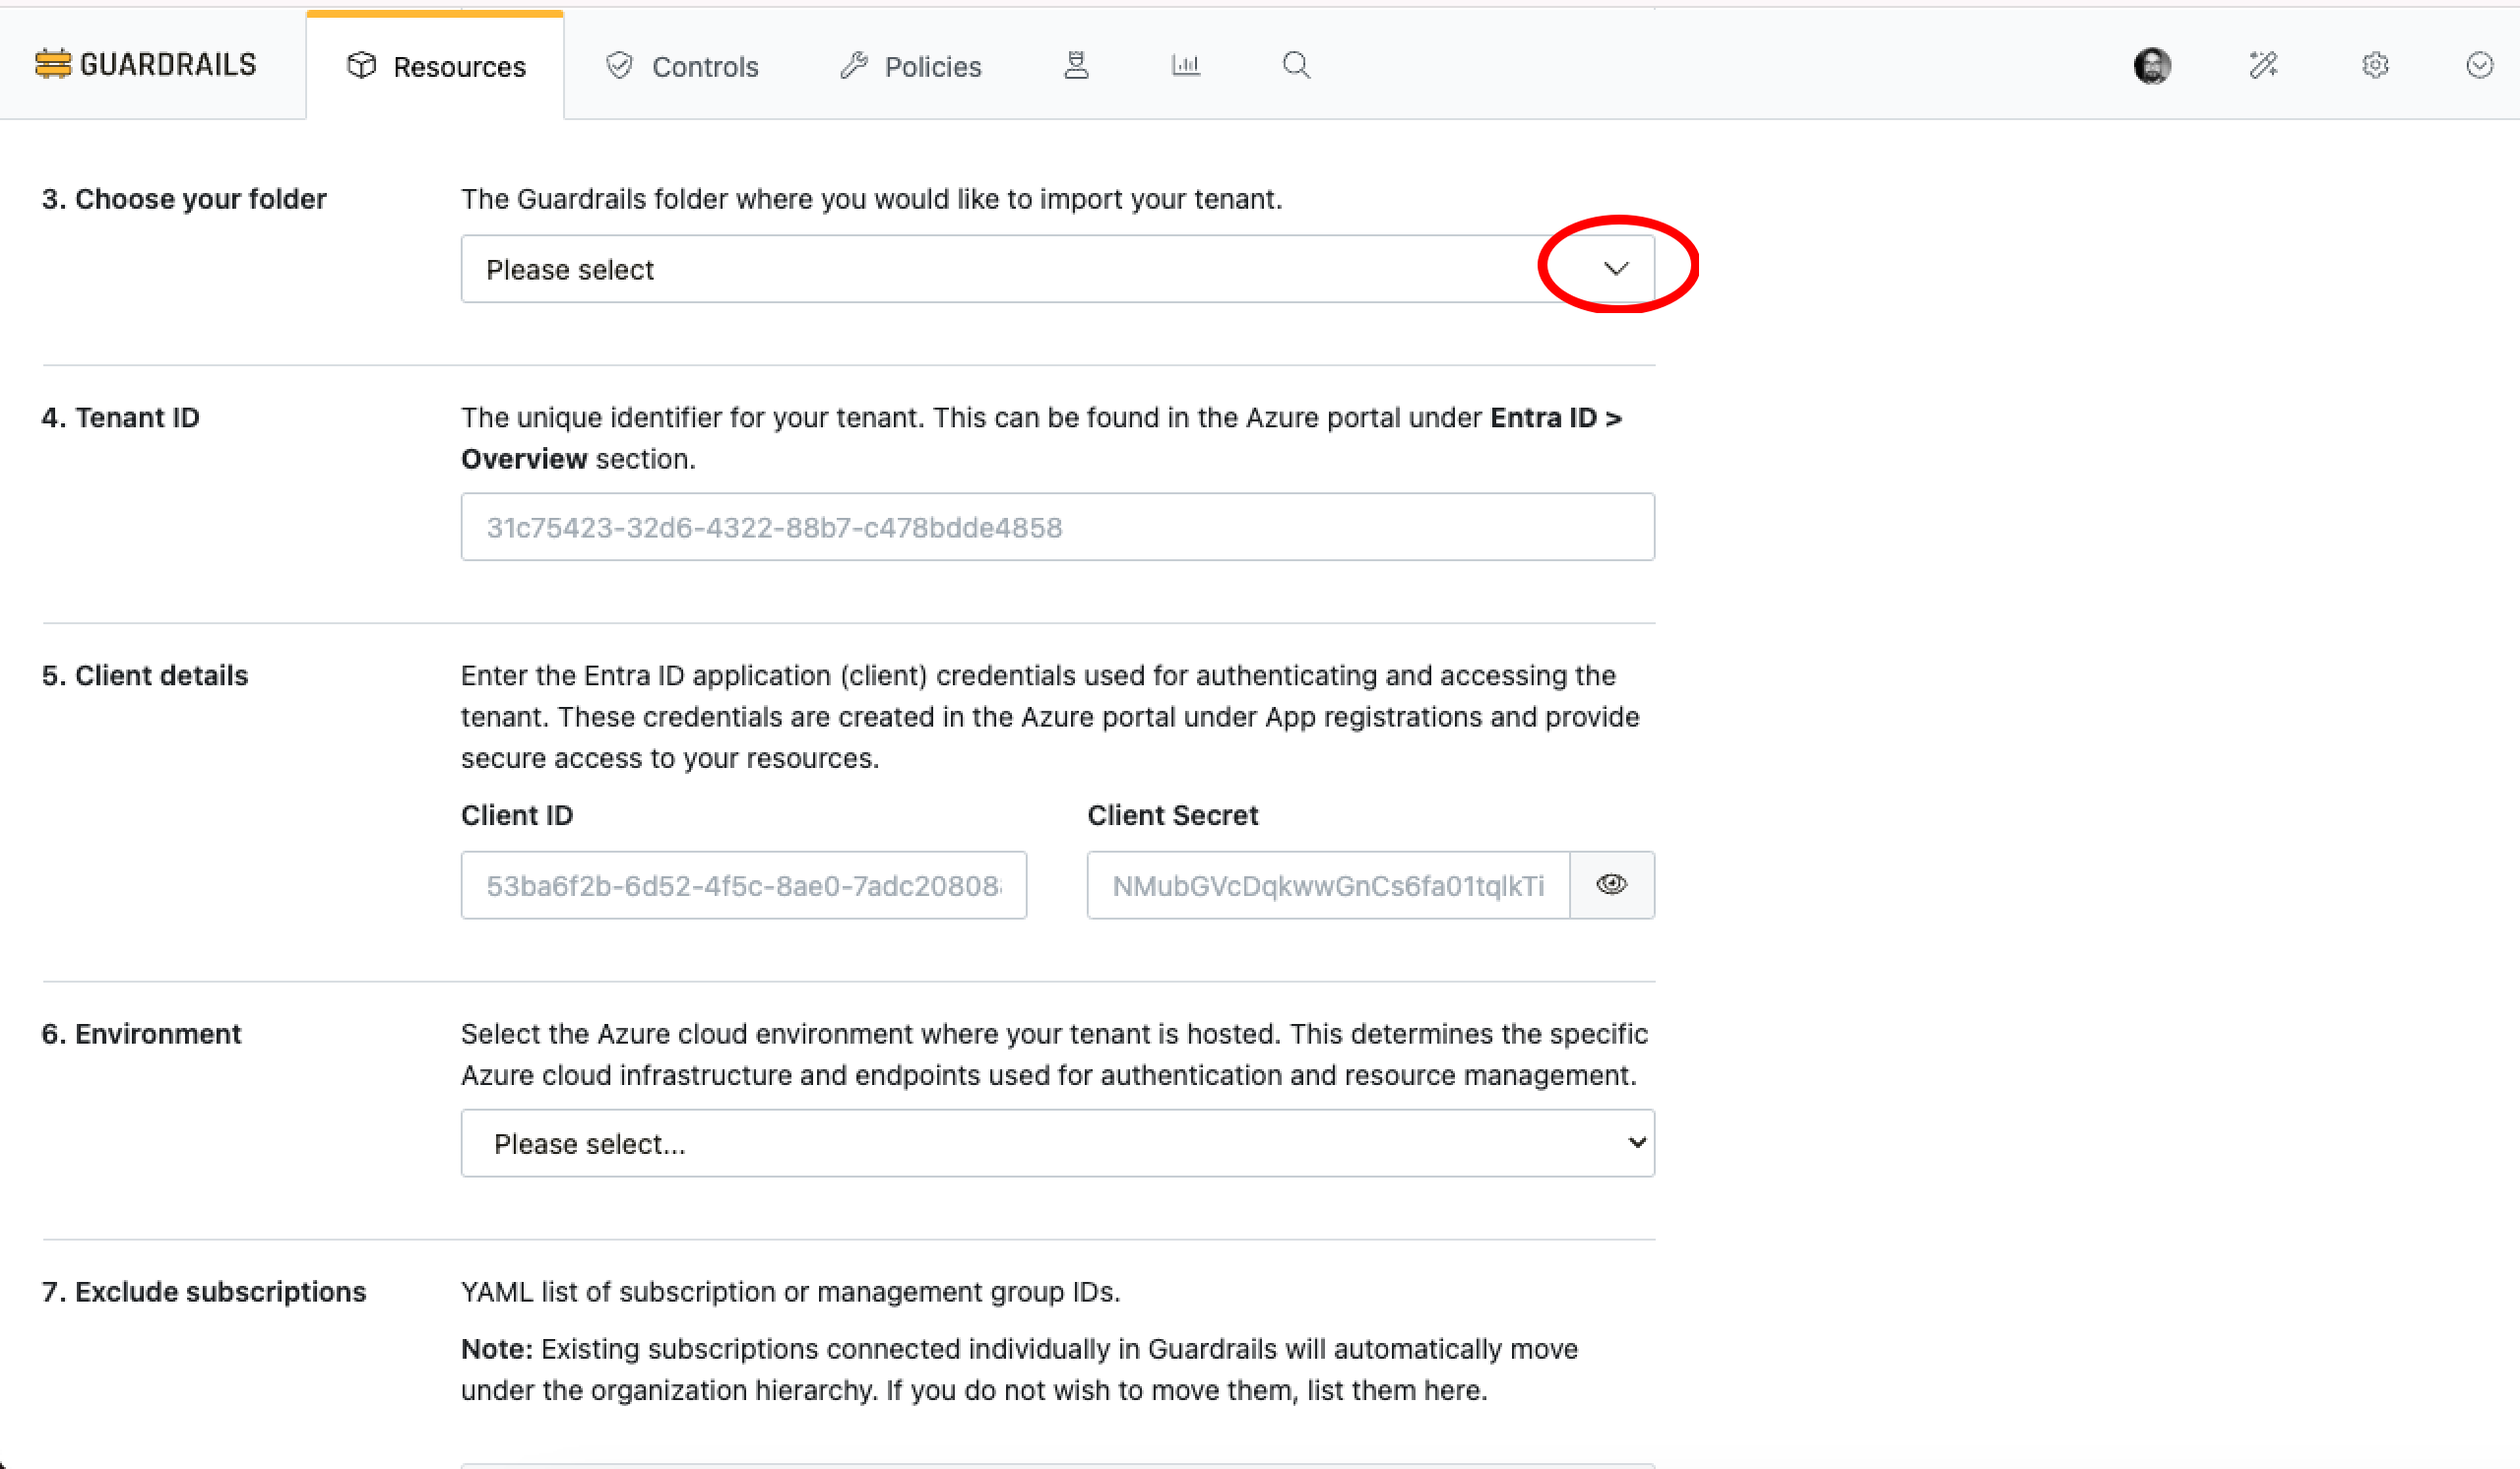 GUARDRAILS
Resources
Controls
Policies
3. Choose your folder
The Guardrails folder where you would like to import your tenant.
Please select
4. Tenant ID
The unique identifier for your tenant. This can be found in the Azure portal under Entra ID >
Overview section.
31c75423-32d6-4322-88b7-c478bdde4858
5. Client details
Enter the Entra ID application (client) credentials used for authenticating and accessing the
tenant. These credentials are created in the Azure portal under App registrations and provide
secure access to your resources.
Client ID
Client Secret
53ba6f2b-6d52-4f5c-8ae0-7adc20808
NMubGVcDqkwwGnCs6fa01tqlkTi
6. Environment
Select the Azure cloud environment where your tenant is hosted. This determines the specific
Azure cloud infrastructure and endpoints used for authentication and resource management.
Please select...
7. Exclude subscriptions
YAML list of subscription or management group IDs.
Note: Existing subscriptions connected individually in Guardrails will automatically move
under the organization hierarchy. If you do not wish to move them, list them here.